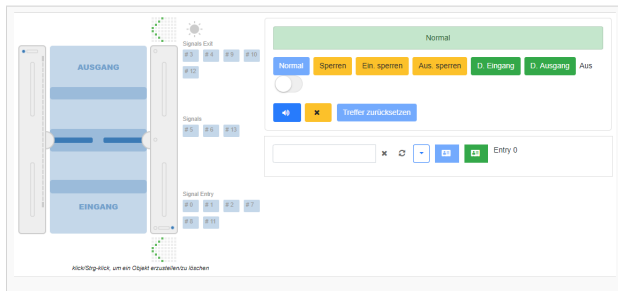 Signals Exit
# 3 # 4 # 9 # 10
# 12
AUSGANG
Signals
# 5 # 6 # 13
EINGANG
Signal Entry
# 0 # 1 # 2 # 7
# 8 # 11
klick/Strg-klick, um ein Objekt erzustellen/zu löschen
Normal
Normal Sperren Ein. sperren Aus. sperren D. Eingang D. Ausgang Aus
Treffer zurücksetzen
Entry 0